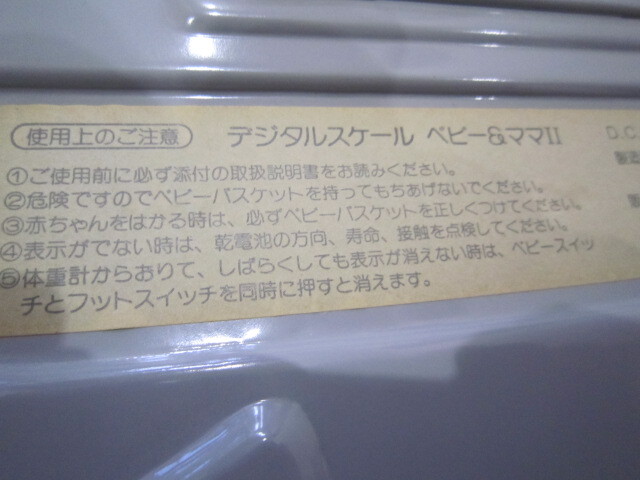 使用上のご注意 デジタルスケール ベビー&ママII D.C
①ご使用前に必ず添付の取扱説明書をお読みください。 製造
②危険ですのでベビーバスケットを持ってもちあげないでください。
③赤ちゃんをはかる時は、必ずベビーバスケットを正しくつけてください。
④表示がでない時は、乾電池の方向、寿命、接触を点検してください。
⑤体重計からおりて、しばらくしても表示が消えない時は、ベビースイッ
チとフットスイッチを同時に押すと消えます。